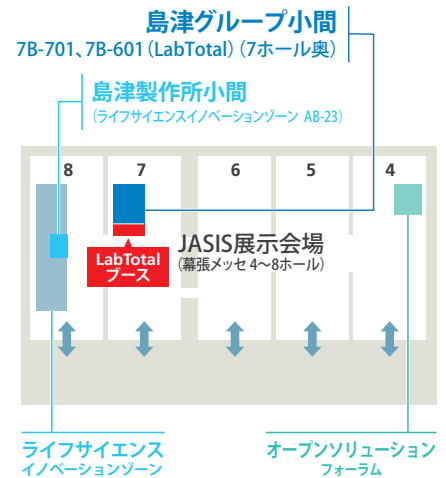 島津グループ小間
7B-701、7B-601（LabTotal）（7ホール奥）
島津製作所小間
（ライフサイエンスイノベーションゾーン AB-23）
8 7 6 5 4
LabTotal
ブース
JASIS展示会場
（幕張メッセ 4〜8ホール）
ライフサイエンス
イノベーションゾーン
オープンソリューション
フォーラム